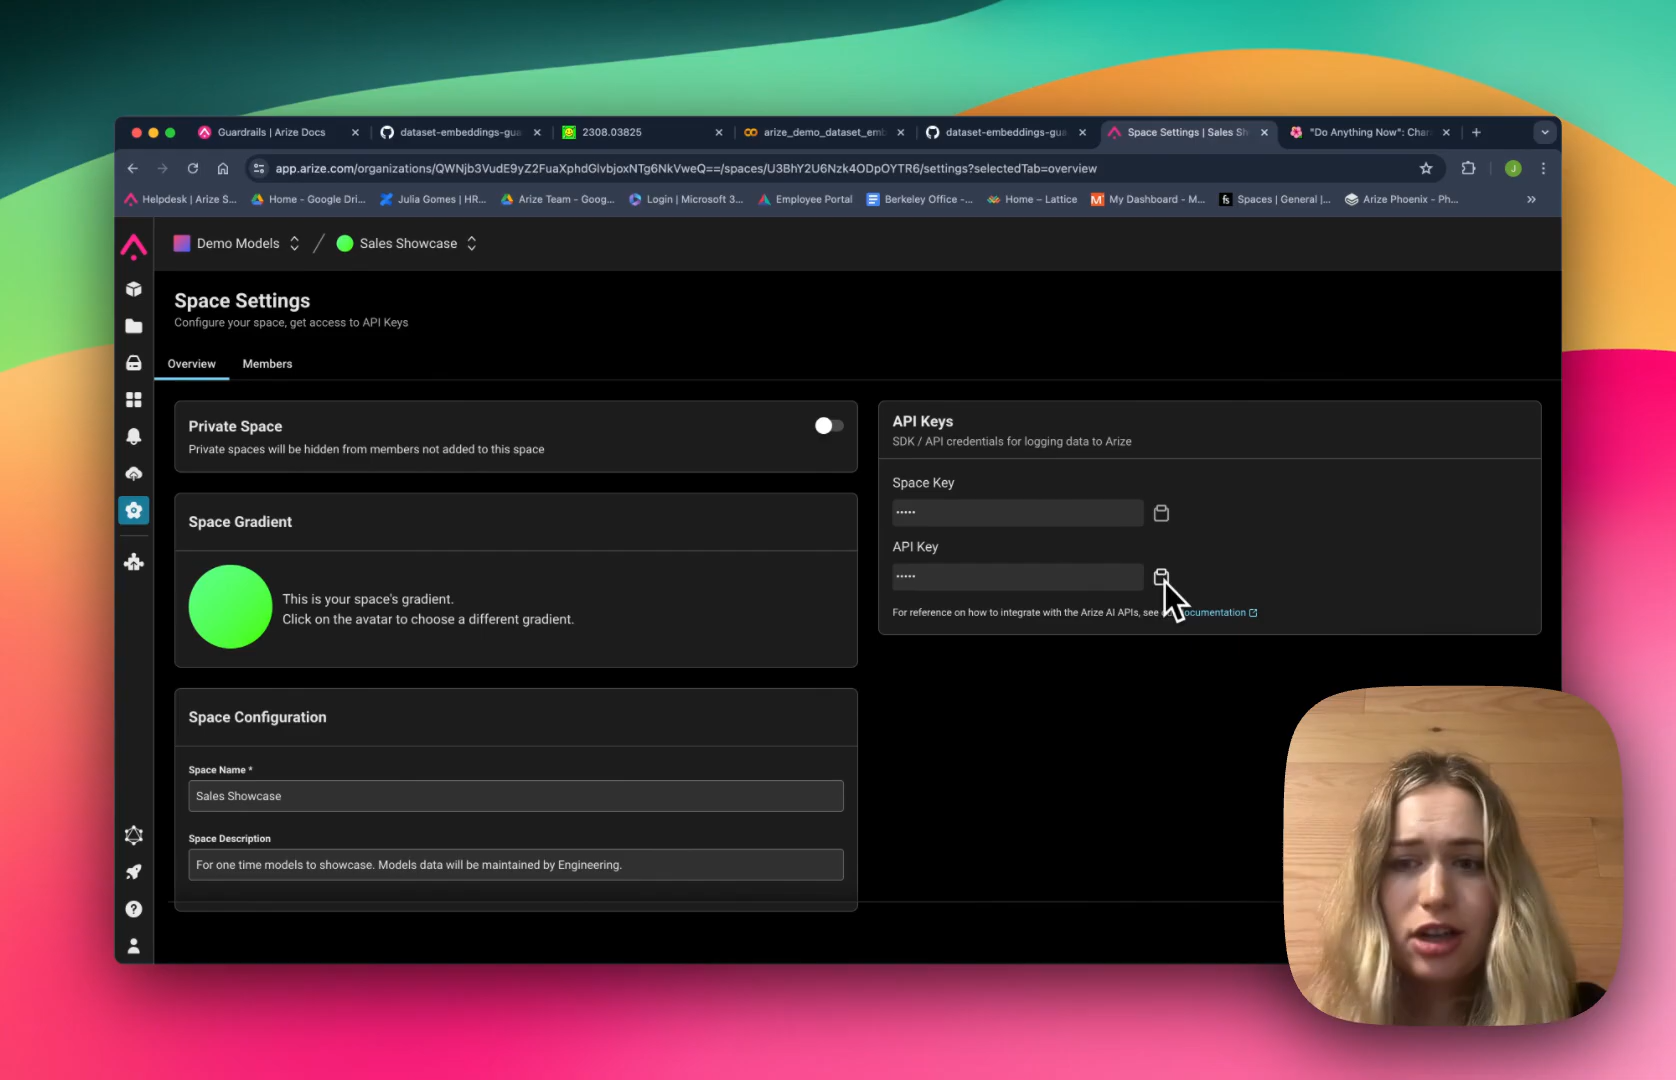 Guardrails | Arize Docs
dataset-embeddings-gua
2308.03825
arize_demo_dataset_emb
dataset-embeddings-gua
Space Settings | Sales Sh
"Do Anything Now": Char
app.arize.com/organizations/QWNjb3VudE9yZ2FuaXphdGlvbjoxNTg6NkVweQ==/spaces/U3BhY2U6Nzk4ODpOYTR6/settings?selectedTab=overview
J
Helpdesk | Arize S...
Home - Google Dri...
Julia Gomes | HR...
Arize Team - Goog...
Login | Microsoft 3...
Employee Portal
Berkeley Office -...
Home – Lattice
My Dashboard - M...
Spaces | General |...
Arize Phoenix - Ph...
Demo Models / Sales Showcase
Space Settings
Configure your space, get access to API Keys
Overview
Members
Private Space
Private spaces will be hidden from members not added to this space
Space Gradient
This is your space's gradient.
Click on the avatar to choose a different gradient.
Space Configuration
Space Name *
Sales Showcase
Space Description
For one time models to showcase. Models data will be maintained by Engineering.
API Keys
SDK / API credentials for logging data to Arize
Space Key
•••••
API Key
•••••
For reference on how to integrate with the Arize AI APIs, see ocumentation